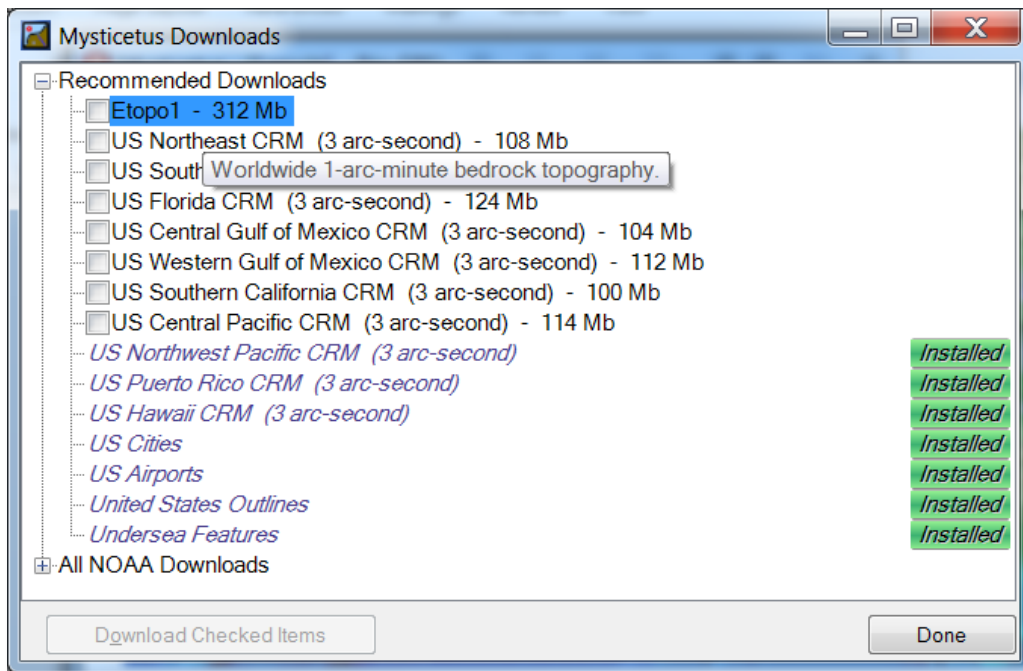 Mysticetus Downloads
Recommended Downloads
Etopo1 - 312 Mb
US Northeast CRM (3 arc-second) - 108 Mb
US South
Worldwide 1-arc-minute bedrock topography.
US Florida CRM (3 arc-second) - 124 Mb
US Central Gulf of Mexico CRM (3 arc-second) - 104 Mb
US Western Gulf of Mexico CRM (3 arc-second) - 112 Mb
US Southern California CRM (3 arc-second) - 100 Mb
US Central Pacific CRM (3 arc-second) - 114 Mb
US Northwest Pacific CRM (3 arc-second) Installed
US Puerto Rico CRM (3 arc-second) Installed
US Hawaii CRM (3 arc-second) Installed
US Cities Installed
US Airports Installed
United States Outlines Installed
Undersea Features Installed
All NOAA Downloads
Download Checked Items Done